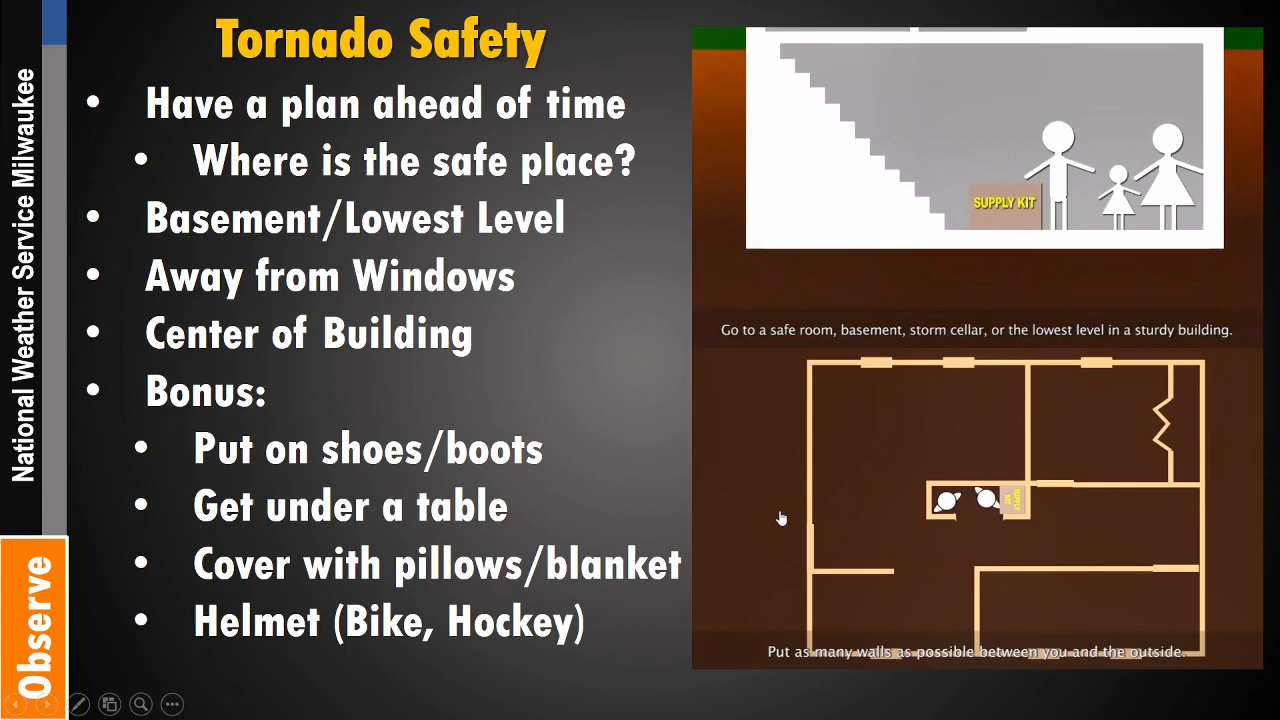 Tornado Safety
• Have a plan ahead of time
• Where is the safe place?
• Basement/Lowest Level
• Away from Windows
• Center of Building
• Bonus:
• Put on shoes/boots
• Get under a table
• Cover with pillows/blanket
• Helmet (Bike, Hockey)
National Weather Service Milwaukee
Observe
SUPPLY KIT
Go to a safe room, basement, storm cellar, or the lowest level in a sturdy building.
SUPPLY
KIT
Put as many walls as possible between you and the outside.